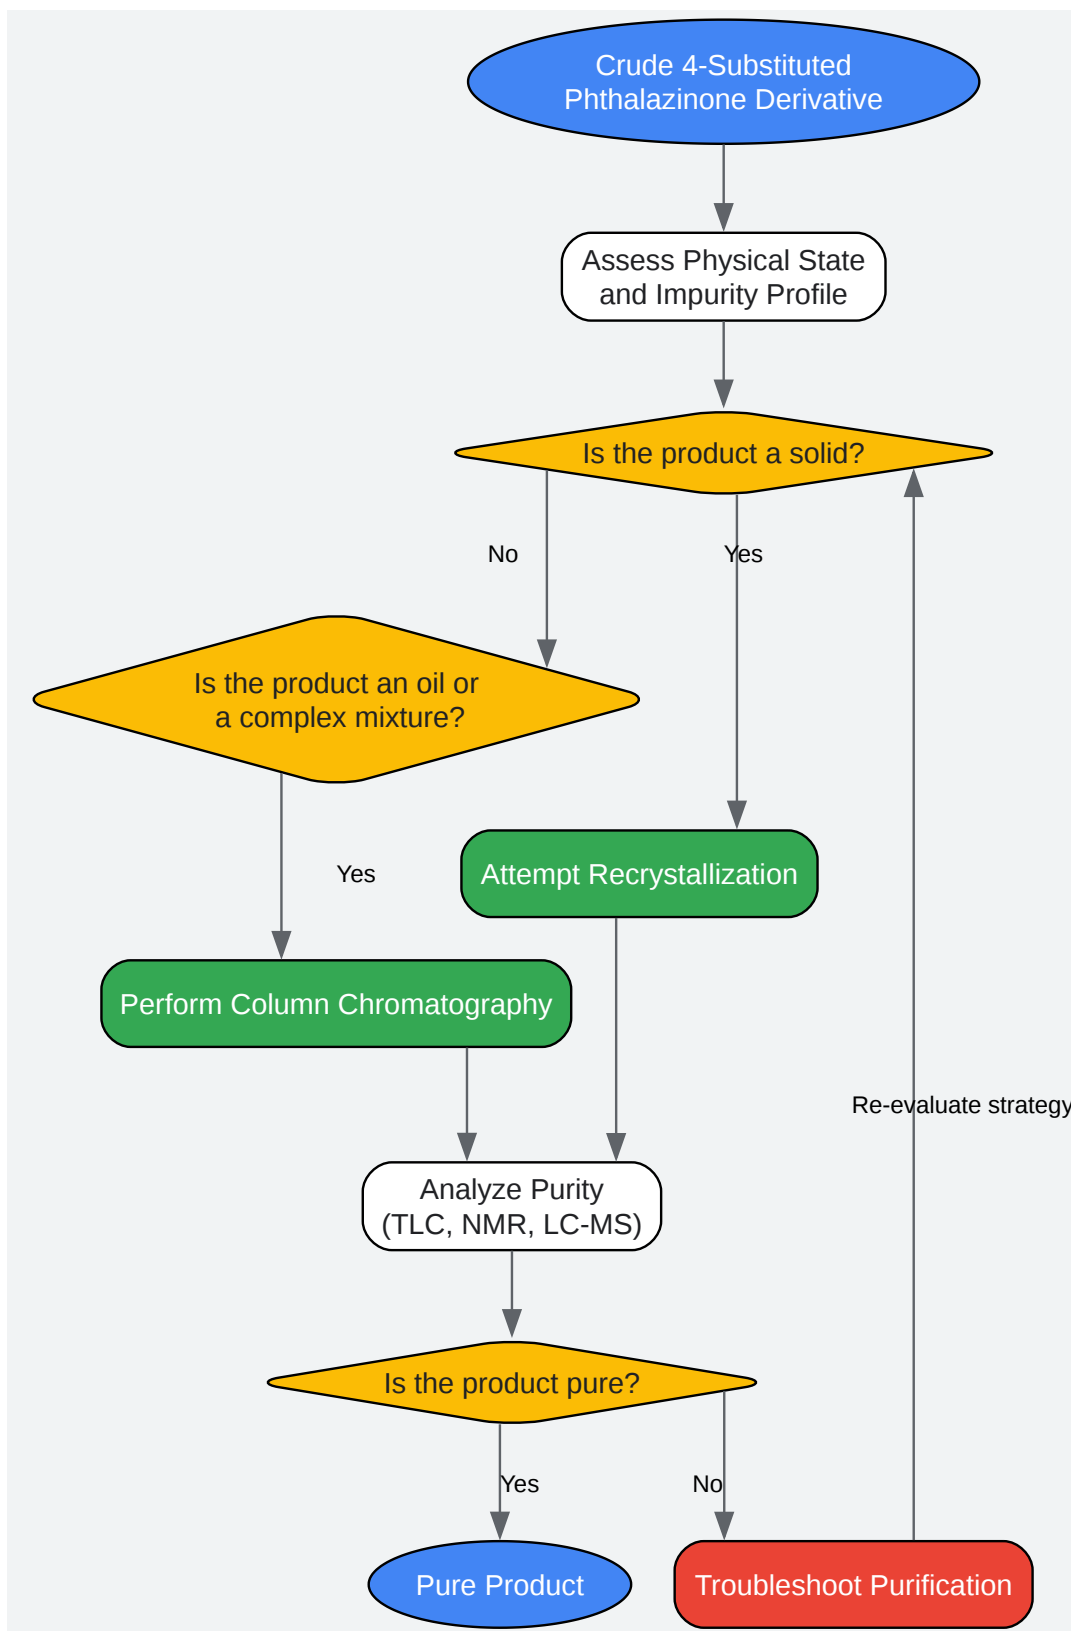 Crude 4-Substituted
Phthalazinone Derivative
Assess Physical State
and Impurity Profile
Is the product a solid?
No
Yes
Is the product an oil or
a complex mixture?
Yes
Attempt Recrystallization
Perform Column Chromatography
Re-evaluate strategy
Analyze Purity
(TLC, NMR, LC-MS)
Is the product pure?
Yes
No
Pure Product
Troubleshoot Purification